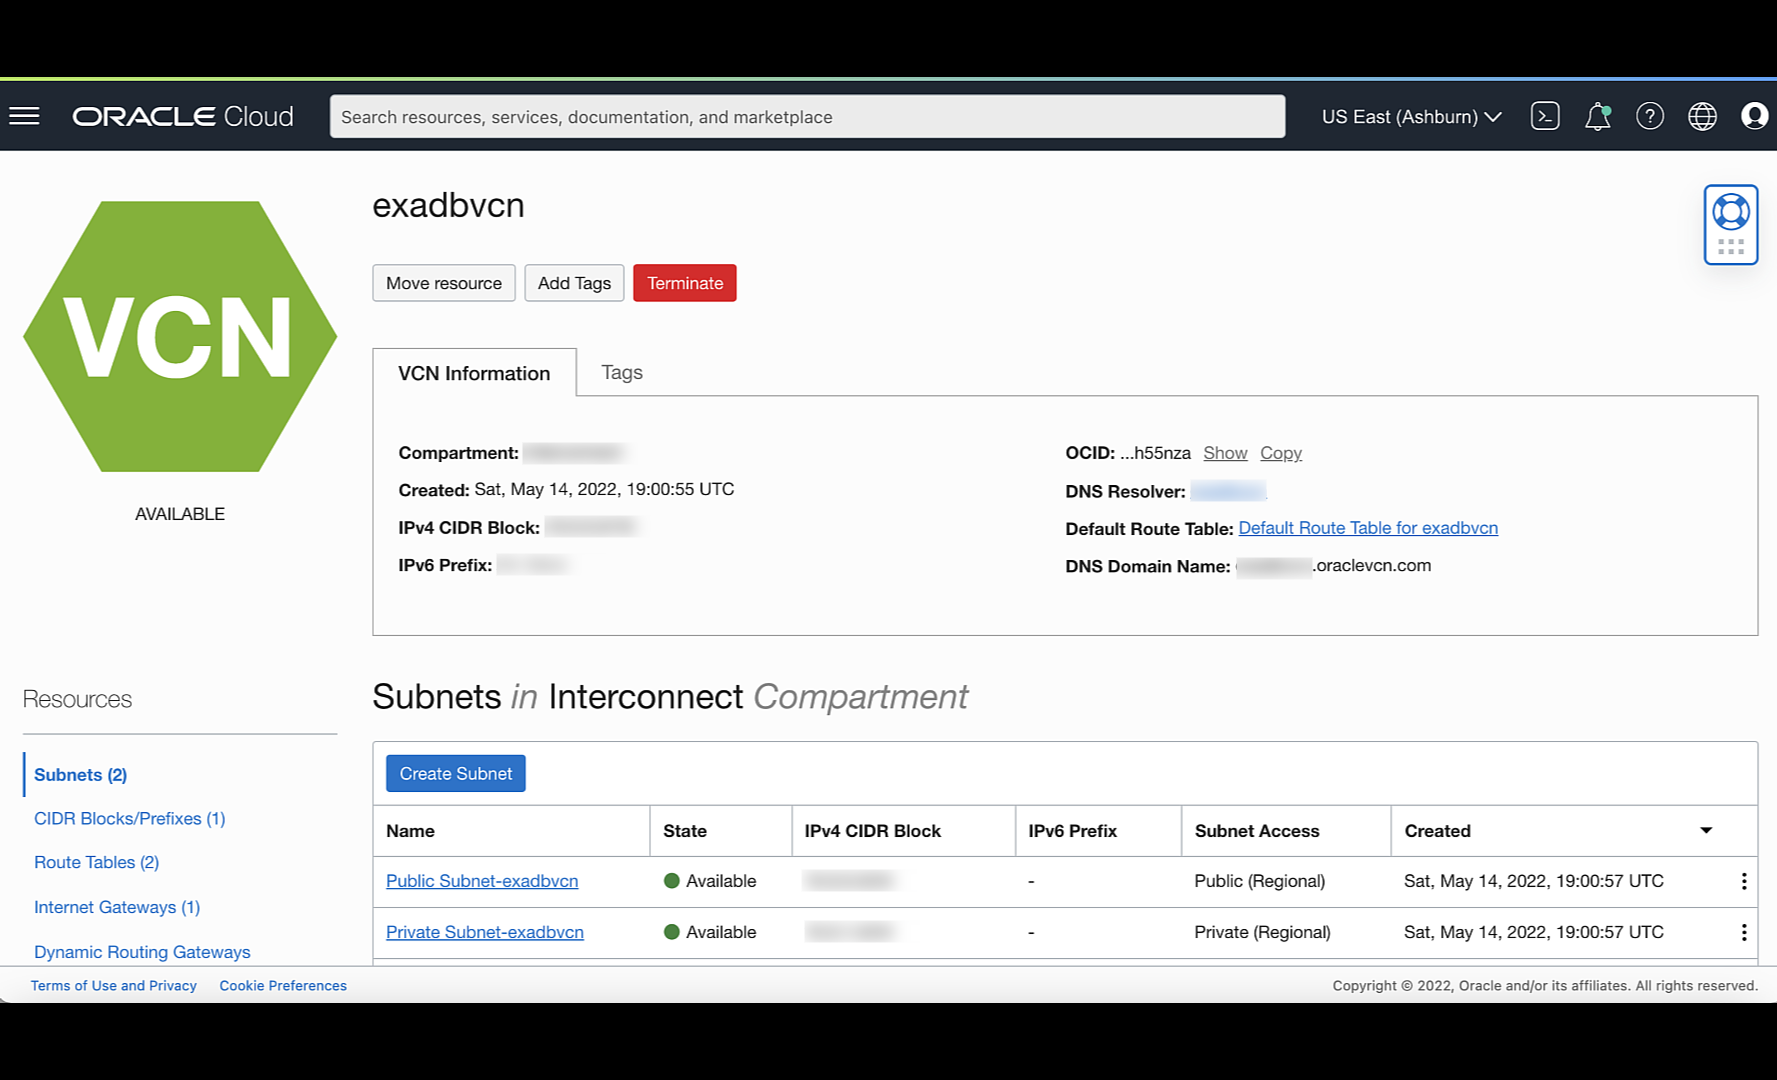 ORACLE Cloud
Search resources, services, documentation, and marketplace
US East (Ashburn)
VCN
AVAILABLE
exadbvcn
Move resource
Add Tags
Terminate
VCN Information
Tags
Compartment:
Created: Sat, May 14, 2022, 19:00:55 UTC
IPv4 CIDR Block:
IPv6 Prefix:
OCID: ...h55nza Show Copy
DNS Resolver:
Default Route Table: Default Route Table for exadbvcn
DNS Domain Name: .oraclevcn.com
Resources
Subnets (2)
CIDR Blocks/Prefixes (1)
Route Tables (2)
Internet Gateways (1)
Dynamic Routing Gateways
Subnets in Interconnect Compartment
Create Subnet
Name State IPv4 CIDR Block IPv6 Prefix Subnet Access Created
Public Subnet-exadbvcn Available - Public (Regional) Sat, May 14, 2022, 19:00:57 UTC
Private Subnet-exadbvcn Available - Private (Regional) Sat, May 14, 2022, 19:00:57 UTC
Terms of Use and Privacy Cookie Preferences
Copyright © 2022, Oracle and/or its affiliates. All rights reserved.